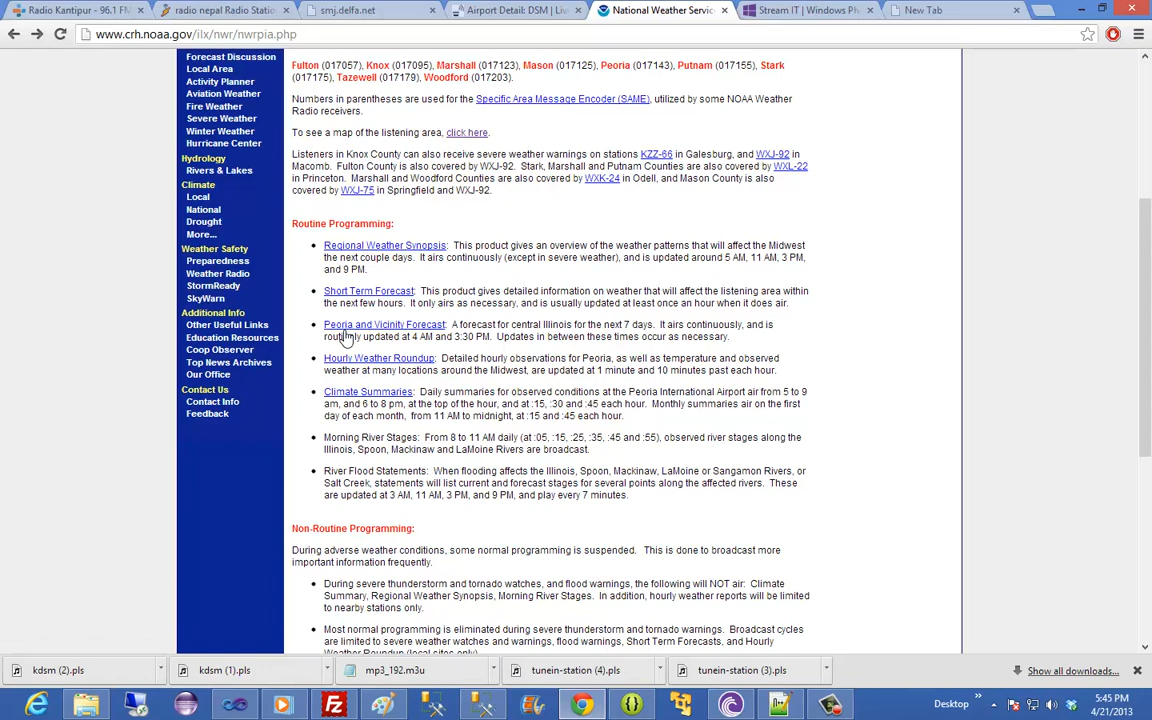 Radio Kantipur - 96.1 FM ×
radio nepal Radio Stati ×
smj.delfa.net ×
Airport Detail: DSM | Liv ×
National Weather Servic ×
Stream IT | Windows Ph ×
New Tab ×
www.crh.noaa.gov/ilx/nwr/nwrpia.php
Forecast Discussion
Local Area
Activity Planner
Aviation Weather
Fire Weather
Severe Weather
Winter Weather
Hurricane Center
Hydrology
Rivers & Lakes
Climate
Local
National
Drought
More...
Weather Safety
Preparedness
Weather Radio
StormReady
SkyWarn
Additional Info
Other Useful Links
Education Resources
Coop Observer
Top News Archives
Our Office
Contact Us
Contact Info
Feedback
Fulton (017057), Knox (017095), Marshall (017123), Mason (017125), Peoria (017143), Putnam (017155), Stark
(017175), Tazewell (017179), Woodford (017203).
Numbers in parentheses are used for the Specific Area Message Encoder (SAME), utilized by some NOAA Weather
Radio receivers.
To see a map of the listening area, click here.
Listeners in Knox County can also receive severe weather warnings on stations KZZ-66 in Galesburg, and WXJ-92 in
Macomb. Fulton County is also covered by WXJ-92. Stark, Marshall and Putnam Counties are also covered by WXL-22
in Princeton. Marshall and Woodford Counties are also covered by WXK-24 in Odell, and Mason County is also
covered by WXJ-75 in Springfield and WXJ-92.
Routine Programming:
• Regional Weather Synopsis: This product gives an overview of the weather patterns that will affect the Midwest
the next couple days. It airs continuously (except in severe weather), and is updated around 5 AM, 11 AM, 3 PM,
and 9 PM.
• Short Term Forecast: This product gives detailed information on weather that will affect the listening area within
the next few hours. It only airs as necessary, and is usually updated at least once an hour when it does air.
• Peoria and Vicinity Forecast: A forecast for central Illinois for the next 7 days. It airs continuously, and is
routinely updated at 4 AM and 3:30 PM. Updates in between these times occur as necessary.
• Hourly Weather Roundup: Detailed hourly observations for Peoria, as well as temperature and observed
weather at many locations around the Midwest, are updated at 1 minute and 10 minutes past each hour.
• Climate Summaries: Daily summaries for observed conditions at the Peoria International Airport air from 5 to 9
am, and 6 to 8 pm, at the top of the hour, and at :15, :30 and :45 each hour. Monthly summaries air on the first
day of each month, from 11 AM to midnight, at :15 and :45 each hour.
• Morning River Stages: From 8 to 11 AM daily (at :05, :15, :25, :35, :45 and :55), observed river stages along the
Illinois, Spoon, Mackinaw and LaMoine Rivers are broadcast.
• River Flood Statements: When flooding affects the Illinois, Spoon, Mackinaw, LaMoine or Sangamon Rivers, or
Salt Creek, statements will list current and forecast stages for several points along the affected rivers. These
are updated at 3 AM, 11 AM, 3 PM, and 9 PM, and play every 7 minutes.
Non-Routine Programming:
During adverse weather conditions, some normal programming is suspended. This is done to broadcast more
important information frequently.
• During severe thunderstorm and tornado watches, and flood warnings, the following will NOT air: Climate
Summary, Regional Weather Synopsis, Morning River Stages. In addition, hourly weather reports will be limited
to nearby stations only.
• Most normal programming is eliminated during severe thunderstorm and tornado warnings. Broadcast cycles
are limited to severe weather watches and warnings, flood warnings, Short Term Forecasts, and Hourly
Weather Roundup (local sites only).
kdsm (2).pls
kdsm (1).pls
mp3_192.m3u
tunein-station (4).pls
tunein-station (3).pls
Show all downloads...
Desktop
5:45 PM
4/21/2013